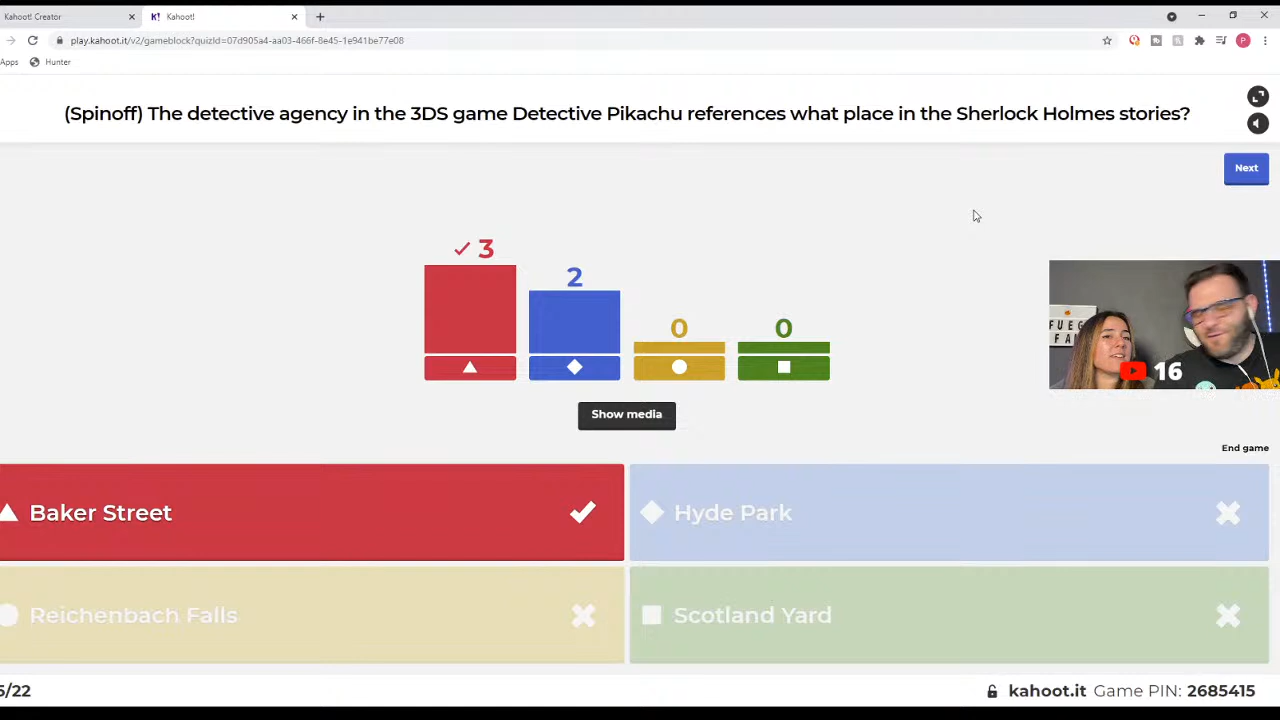 Kahoot! Creator
K! Kahoot!
play.kahoot.it/v2/gameblock?quizId=07d905a4-aa03-466f-8e45-1e941be77e08
P
Apps Hunter
(Spinoff) The detective agency in the 3DS game Detective Pikachu references what place in the Sherlock Holmes stories?
Next
3
2
0
0
FUEG
FA
16
Show media
End game
Baker Street
Hyde Park
Reichenbach Falls
Scotland Yard
/22
kahoot.it Game PIN: 2685415